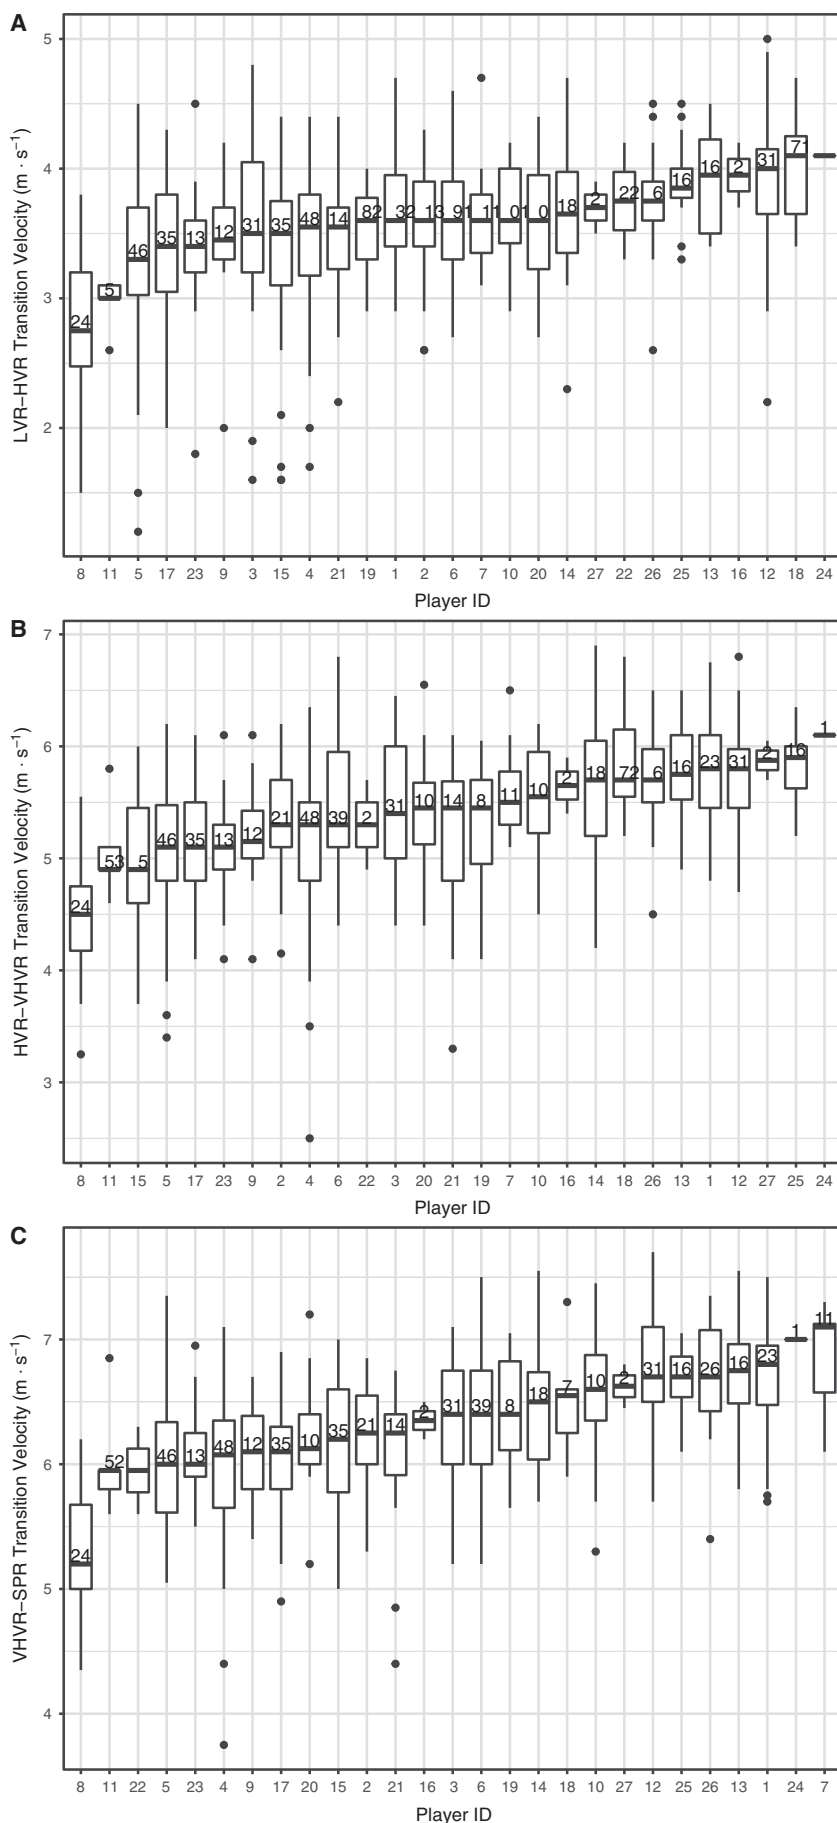 A
LVR–HVR Transition Velocity (m · s⁻¹)
5
4
3
2
24 5 46 35 13 12 31 35 48 14 82 32 13 91 11 01 0 18 2 22 6 16 16 2 31 71
8 11 5 17 23 9 3 15 4 21 19 1 2 6 7 10 20 14 27 22 26 25 13 16 12 18 24
Player ID
B
HVR–VHVR Transition Velocity (m · s⁻¹)
7
6
5
4
3
24 53 5 46 35 13 12 21 48 39 2 31 10 14 8 11 10 2 18 72 6 16 23 31 2 16 1
8 11 15 5 17 23 9 2 4 6 22 3 20 21 19 7 10 16 14 18 26 13 1 12 27 25 24
Player ID
C
VHVR–SPR Transition Velocity (m · s⁻¹)
7
6
5
4
24 52 46 13 48 12 35 10 35 21 14 2 31 39 8 18 7 10 2 31 16 26 16 23 1 11
8 11 22 5 23 4 9 17 20 15 2 21 16 3 6 19 14 18 10 27 12 25 26 13 1 24 7
Player ID